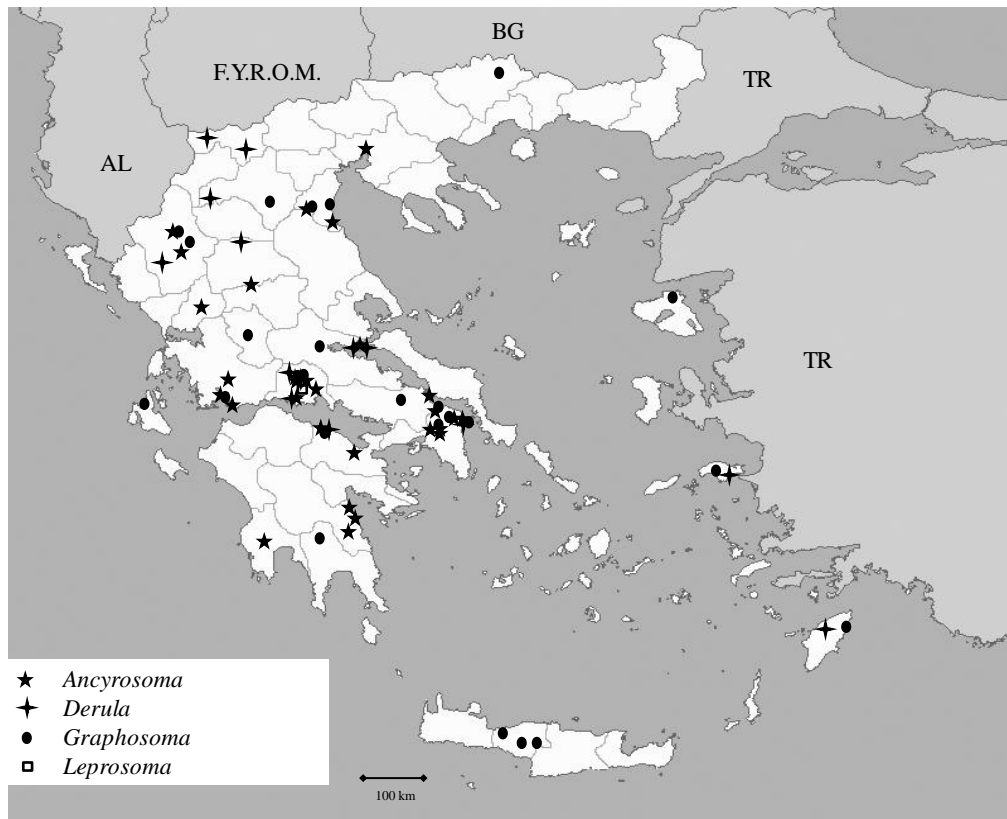 BG
F.Y.R.O.M.
TR
AL
TR
Ancyrosoma
Derula
Graphosoma
Leprosoma
100 km